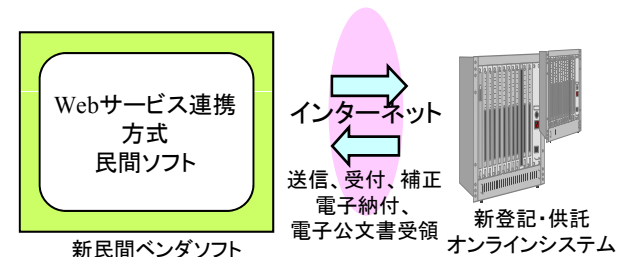 Webサービス連携
方式
民間ソフト
新民間ベンダソフト
インターネット
送信、受付、補正
電子納付、
電子公文書受領
新登記・供託
オンラインシステム